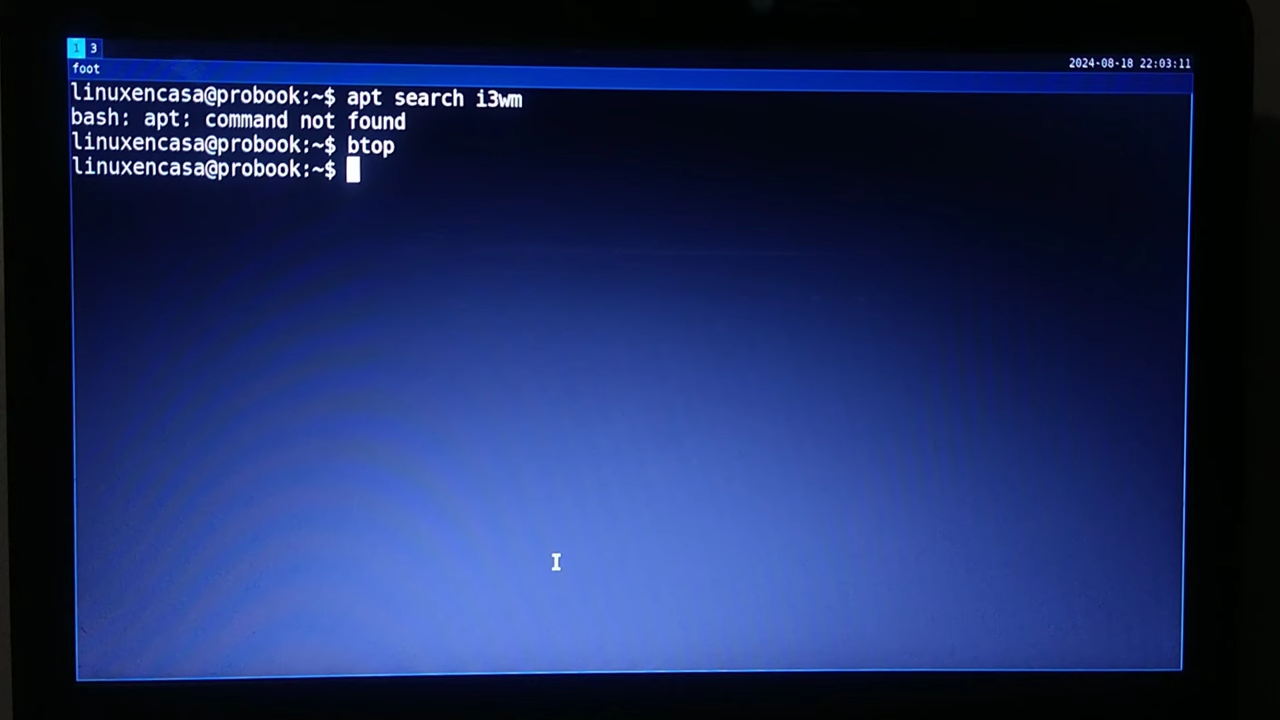 1 3
2024-08-18 22:03:11
foot
linuxencasa@probook:~$ apt search i3wm
bash: apt: command not found
linuxencasa@probook:~$ btop
linuxencasa@probook:~$